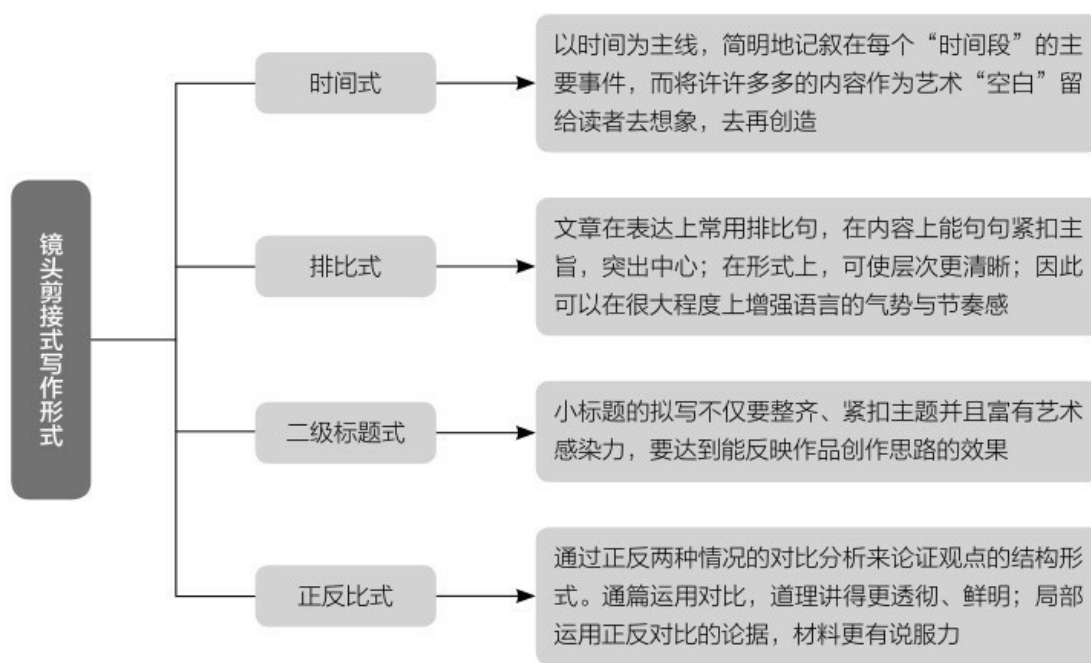 镜头剪接式写作形式
时间式
以时间为主线，简明地记叙在每个“时间段”的主
要事件，而将许许多多的内容作为艺术“空白”留
给读者去想象，去再创造
排比式
文章在表达上常用排比句，在内容上能句句紧扣主
旨，突出中心；在形式上，可使层次更清晰；因此
可以在很大程度上增强语言的气势与节奏感
二级标题式
小标题的拟写不仅要整齐、紧扣主题并且富有艺术
感染力，要达到能反映作品创作思路的效果
正反比式
通过正反两种情况的对比分析来论证观点的结构形
式。通篇运用对比，道理讲得更透彻、鲜明；局部
运用正反对比的论据，材料更有说服力